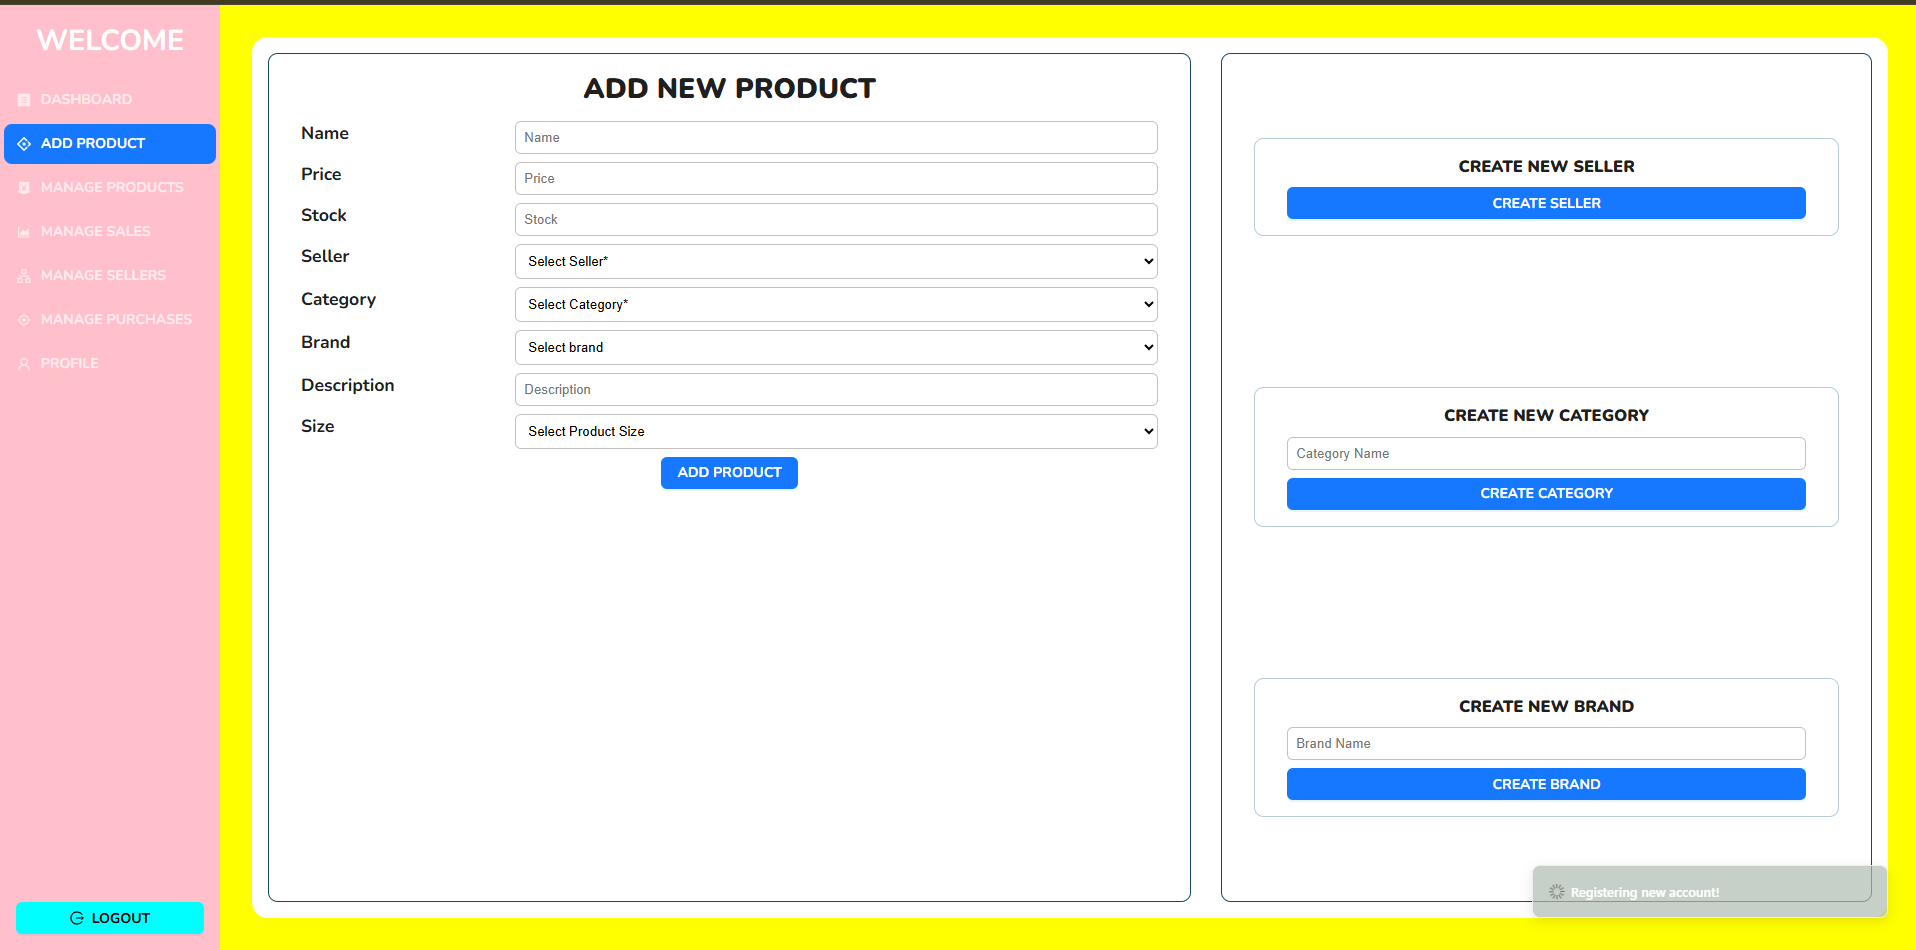 WELCOME
DASHBOARD
ADD PRODUCT
MANAGE PRODUCTS
MANAGE SALES
MANAGE SELLERS
MANAGE PURCHASES
PROFILE
LOGOUT
ADD NEW PRODUCT
Name
Name
Price
Price
Stock
Stock
Seller
Select Seller*
Category
Select Category*
Brand
Select brand
Description
Description
Size
Select Product Size
ADD PRODUCT
CREATE NEW SELLER
CREATE SELLER
CREATE NEW CATEGORY
Category Name
CREATE CATEGORY
CREATE NEW BRAND
Brand Name
CREATE BRAND
Registering new account!